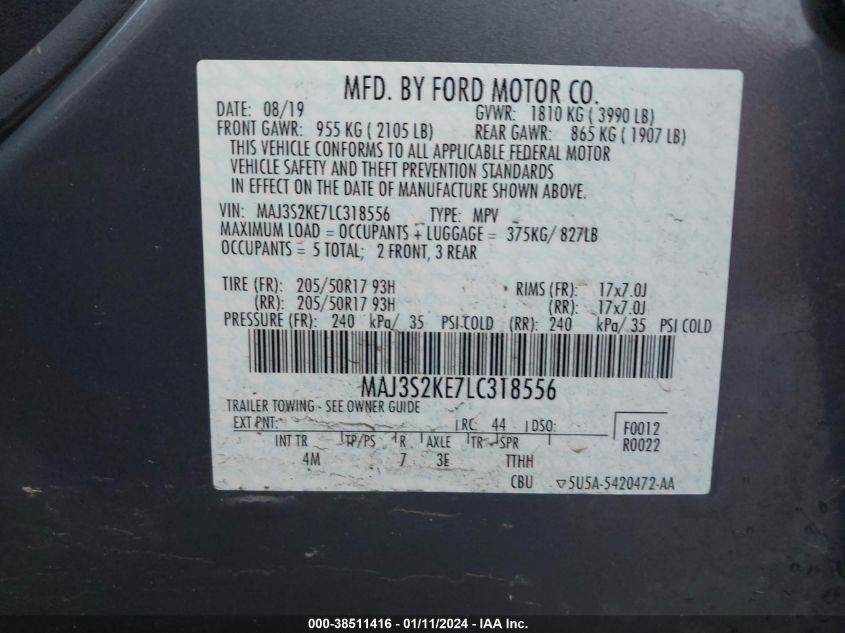 MFD. BY FORD MOTOR CO.
DATE: 08/19 GVWR: 1810 KG ( 3990 LB)
FRONT GAWR: 955 KG ( 2105 LB) REAR GAWR: 865 KG ( 1907 LB)
THIS VEHICLE CONFORMS TO ALL APPLICABLE FEDERAL MOTOR
VEHICLE SAFETY AND THEFT PREVENTION STANDARDS
IN EFFECT ON THE DATE OF MANUFACTURE SHOWN ABOVE.
VIN: MAJ3S2KE7LC318556 TYPE: MPV
MAXIMUM LOAD = OCCUPANTS + LUGGAGE = 375KG/ 827LB
OCCUPANTS = 5 TOTAL; 2 FRONT, 3 REAR
TIRE (FR): 205/50R17 93H RIMS (FR): 17x7.0J
(RR): 205/50R17 93H (RR): 17x7.0J
PRESSURE (FR): 240 kPa/ 35 PSI COLD (RR): 240 kPa/ 35 PSI COLD
MAJ3S2KE7LC318556
TRAILER TOWING - SEE OWNER GUIDE
EXT PNT: RC: 44 DSO: F0012
R0022
INT TR TP/PS R AXLE TR SPR
4M 7 3E TTHH
CBU ▽5U5A-5420472-AA
000-38511416 - 01/11/2024 - IAA Inc.